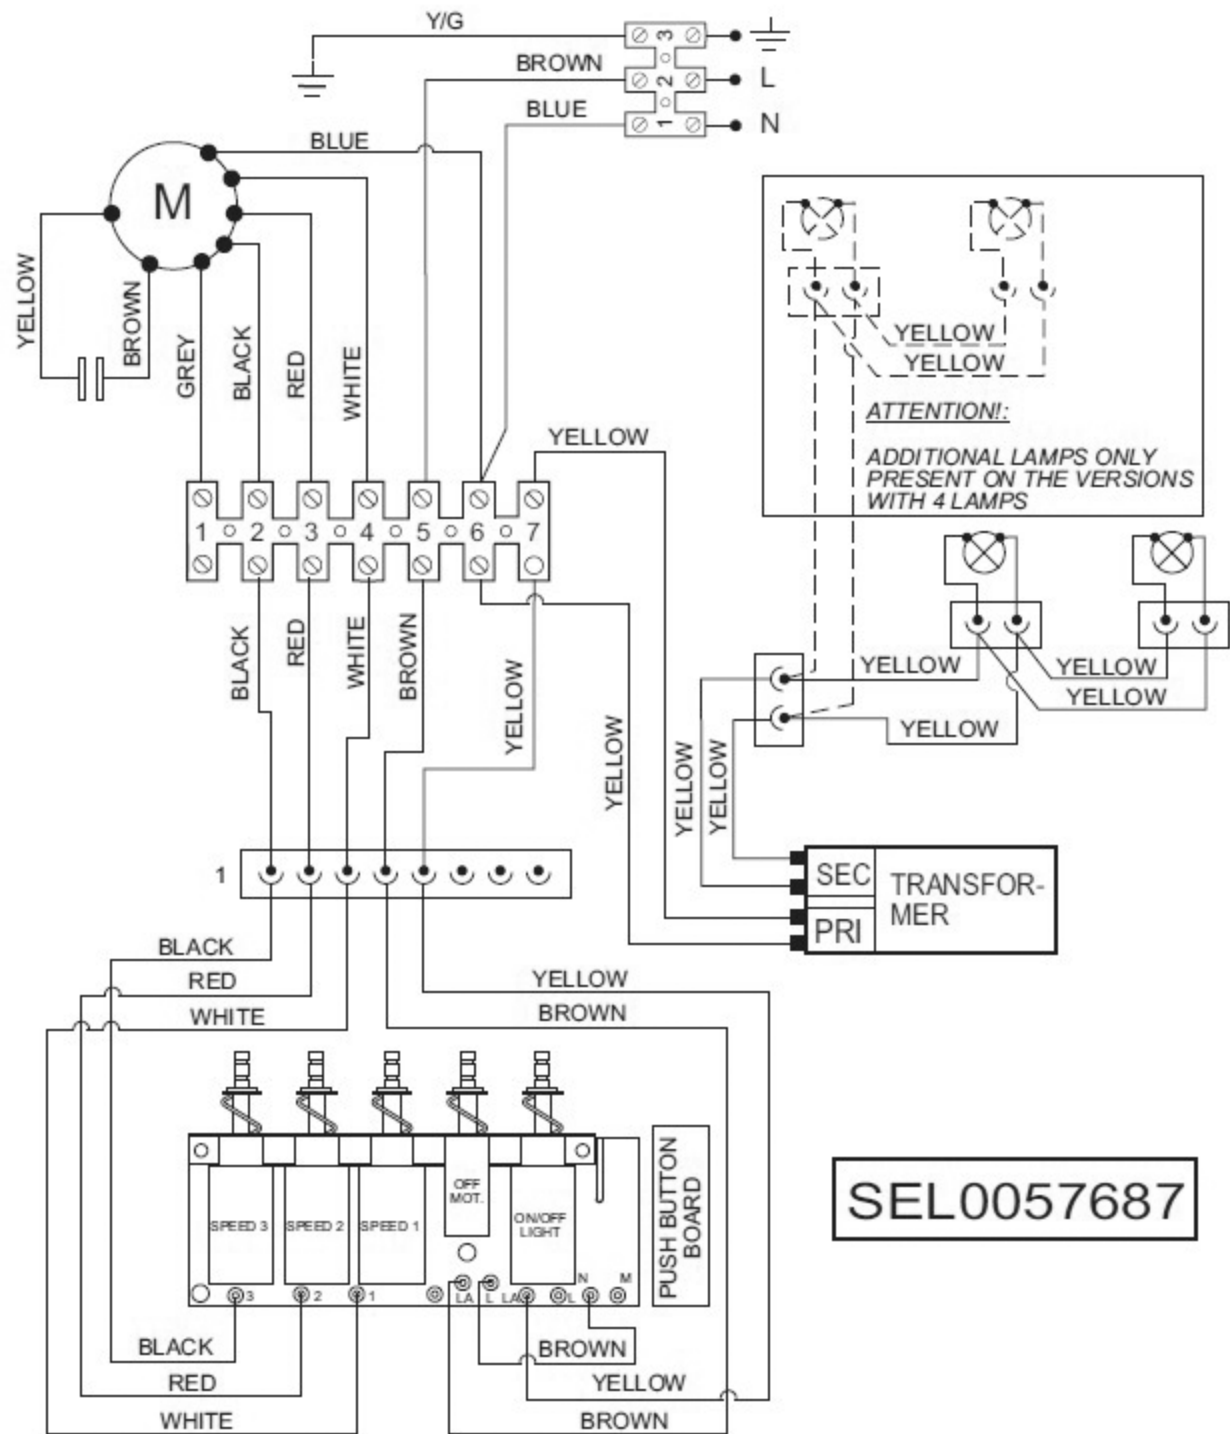 Y/G
3
BROWN
2
L
BLUE
1
N
BLUE
M
YELLOW
BROWN
GREY
BLACK
RED
WHITE
YELLOW
YELLOW
YELLOW
ATTENTION!:
ADDITIONAL LAMPS ONLY
PRESENT ON THE VERSIONS
WITH 4 LAMPS
1 2 3 4 5 6 7
BLACK
RED
WHITE
BROWN
YELLOW
YELLOW
YELLOW
YELLOW
YELLOW
YELLOW
YELLOW
YELLOW
1
SEC
PRI
TRANSFOR-
MER
BLACK
RED
WHITE
YELLOW
BROWN
SPEED 3
SPEED 2
SPEED 1
OFF
MOT.
ON/OFF
LIGHT
PUSH BUTTON
BOARD
SEL0057687
N M
3 2 1 LA L LA L
BLACK
RED
WHITE
BROWN
YELLOW
BROWN